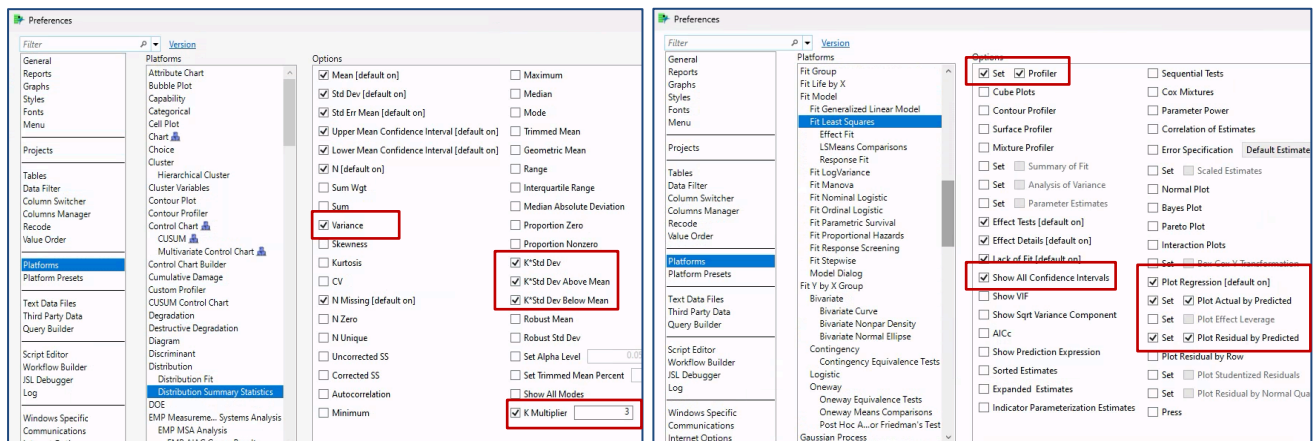 Preferences
Filter
Version
General
Reports
Graphs
Styles
Fonts
Menu
Projects
Tables
Data Filter
Column Switcher
Columns Manager
Recode
Value Order
Platforms
Platform Presets
Text Data Files
Third Party Data
Query Builder
Script Editor
Workflow Builder
JSL Debugger
Log
Windows Specific
Communications
Platforms
Attribute Chart
Bubble Plot
Capability
Categorical
Cell Plot
Chart
Choice
Cluster
Hierarchical Cluster
Cluster Variables
Contour Plot
Contour Profiler
Control Chart
CUSUM
Multivariate Control Chart
Control Chart Builder
Cumulative Damage
Custom Profiler
CUSUM Control Chart
Degradation
Destructive Degradation
Diagram
Discriminant
Distribution
Distribution Fit
Distribution Summary Statistics
DOE
EMP Measureme... Systems Analysis
EMP MSA Analysis
Options
Mean [default on]
Std Dev [default on]
Std Err Mean [default on]
Upper Mean Confidence Interval [default on]
Lower Mean Confidence Interval [default on]
N [default on]
Sum Wgt
Sum
Variance
Skewness
Kurtosis
CV
N Missing [default on]
N Zero
N Unique
Uncorrected SS
Corrected SS
Autocorrelation
Minimum
Maximum
Median
Mode
Trimmed Mean
Geometric Mean
Range
Interquartile Range
Median Absolute Deviation
Proportion Zero
Proportion Nonzero
K*Std Dev
K*Std Dev Above Mean
K*Std Dev Below Mean
Robust Mean
Robust Std Dev
Set Alpha Level 0.05
Set Trimmed Mean Percent
Show All Modes
K Multiplier 3
Preferences
Filter
Version
General
Reports
Graphs
Styles
Fonts
Menu
Projects
Tables
Data Filter
Column Switcher
Columns Manager
Recode
Value Order
Platforms
Platform Presets
Text Data Files
Third Party Data
Query Builder
Script Editor
Workflow Builder
JSL Debugger
Log
Windows Specific
Communications
Internet Options
Platforms
Fit Group
Fit Life by X
Fit Model
Fit Generalized Linear Model
Fit Least Squares
Effect Fit
LSMeans Comparisons
Response Fit
Fit LogVariance
Fit Manova
Fit Nominal Logistic
Fit Ordinal Logistic
Fit Parametric Survival
Fit Proportional Hazards
Fit Response Screening
Fit Stepwise
Model Dialog
Fit Y by X Group
Bivariate
Bivariate Curve
Bivariate Nonpar Density
Bivariate Normal Ellipse
Contingency
Contingency Equivalence Tests
Logistic
Oneway
Oneway Equivalence Tests
Oneway Means Comparisons
Post Hoc A...or Friedman's Test
Gaussian Process
Options
Set Profiler
Cube Plots
Contour Profiler
Surface Profiler
Mixture Profiler
Set Summary of Fit
Set Analysis of Variance
Set Parameter Estimates
Effect Tests [default on]
Effect Details [default on]
Lack of Fit [default on]
Show All Confidence Intervals
Show VIF
Show Sqrt Variance Component
AICc
Show Prediction Expression
Sorted Estimates
Expanded Estimates
Indicator Parameterization Estimates
Sequential Tests
Cox Mixtures
Parameter Power
Correlation of Estimates
Error Specification Default Estimate
Set Scaled Estimates
Normal Plot
Bayes Plot
Pareto Plot
Interaction Plots
Set Box Cox Y Transformation
Plot Regression [default on]
Set Plot Actual by Predicted
Set Plot Effect Leverage
Set Plot Residual by Predicted
Plot Residual by Row
Set Plot Studentized Residuals
Set Plot Residual by Normal Qua
Press